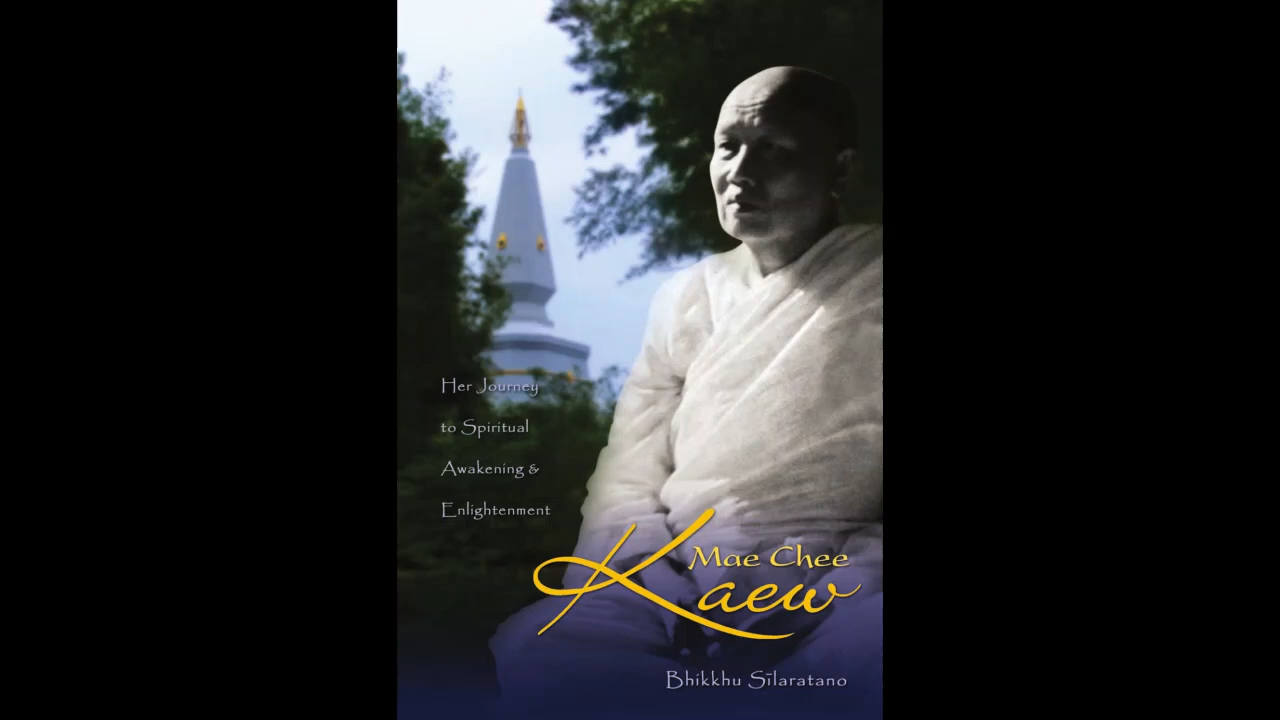 Her Journey
to Spiritual
Awakening &
Enlightenment
Mae Chee
Kaew
Bhikkhu Sīlaratano